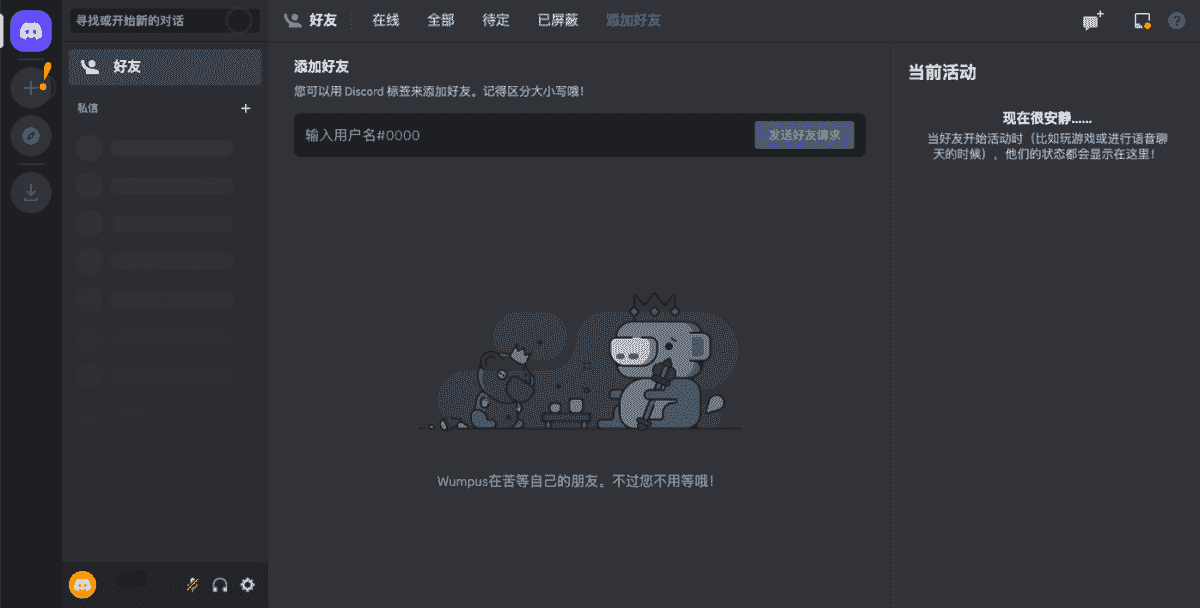 寻找或开始新的对话
好友
在线
全部
待定
已屏蔽
添加好友
好友
私信
添加好友
您可以用 Discord 标签来添加好友。记得区分大小写哦！
输入用户名#0000
发送好友请求
Wumpus在苦等自己的朋友。不过您不用等哦！
当前活动
现在很安静......
当好友开始活动时（比如玩游戏或进行语音聊
天的时候），他们的状态都会显示在这里！